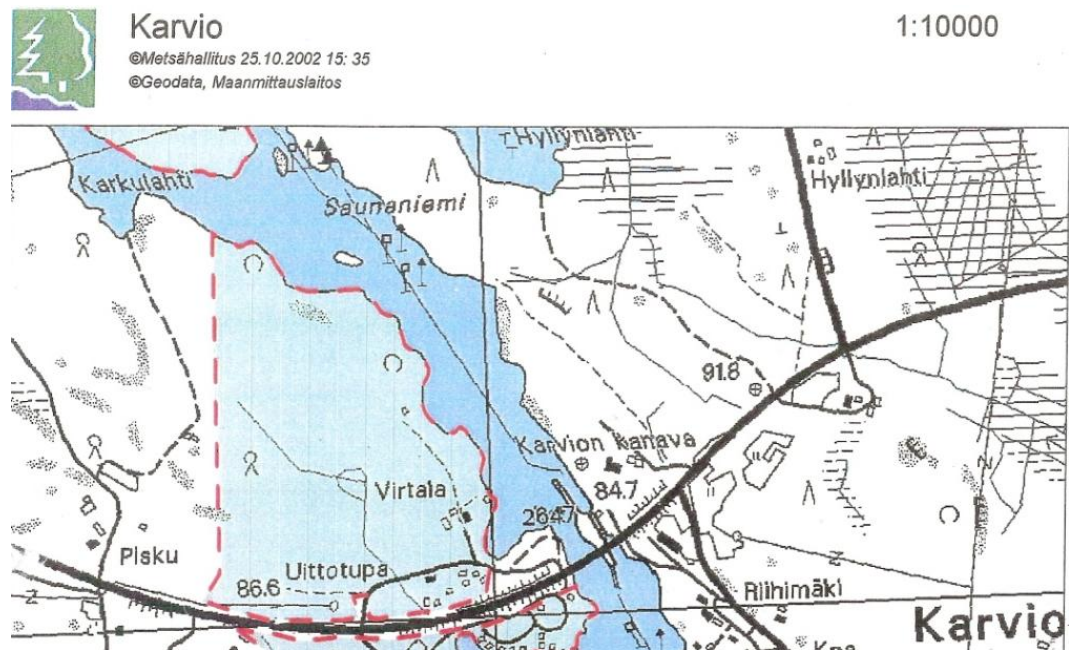 Karvio
1:10000
©Metsähallitus 25.10.2002 15: 35
©Geodata, Maanmittauslaitos
Hyllynlahti
Karkulahti
Hyllynlahti
Saunaniemi
91.8
Karvion kanava
84.7
Virtala
2647
Pisku
Uittotupa
86.6
Riihimäki
Karvio